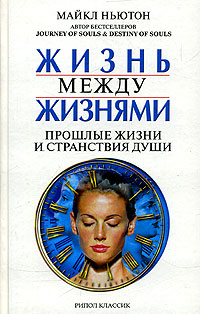 МАЙКЛ НЬЮТОН
АВТОР БЕСТСЕЛЛЕРОВ
JOURNEY OF SOULS & DESTINY OF SOULS
ЖИЗНЬ
МЕЖДУ
ЖИЗНЯМИ
ПРОШЛЫЕ ЖИЗНИ
И СТРАНСТВИЯ ДУШИ
РИПОЛ КЛАССИК